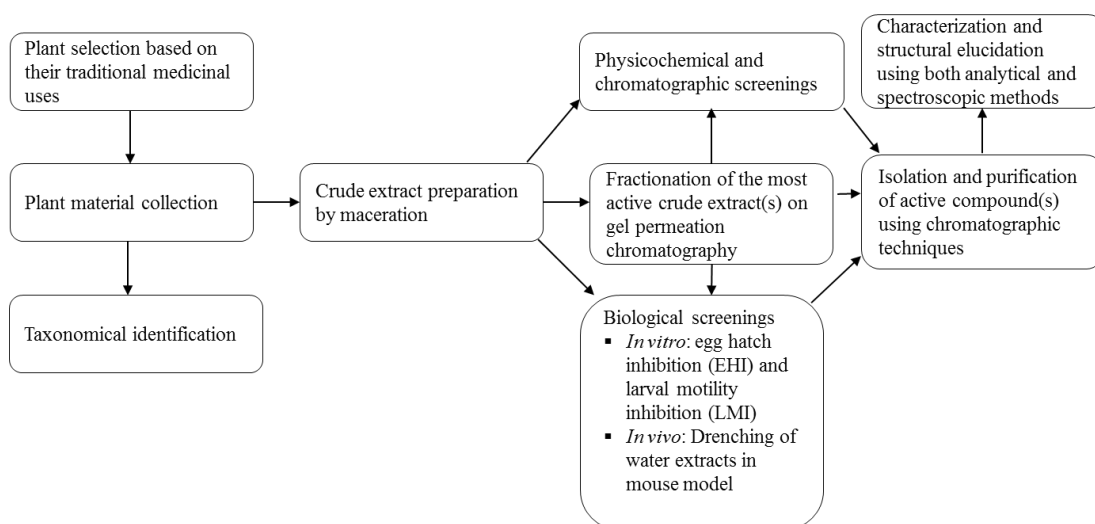 Plant selection based on
their traditional medicinal
uses
Plant material collection
Taxonomical identification
Crude extract preparation
by maceration
Physicochemical and
chromatographic screenings
Fractionation of the most
active crude extract(s) on
gel permeation
chromatography
Biological screenings
▪ In vitro: egg hatch
inhibition (EHI) and
larval motility
inhibition (LMI)
▪ In vivo: Drenching of
water extracts in
mouse model
Characterization and
structural elucidation
using both analytical and
spectroscopic methods
Isolation and purification
of active compound(s)
using chromatographic
techniques